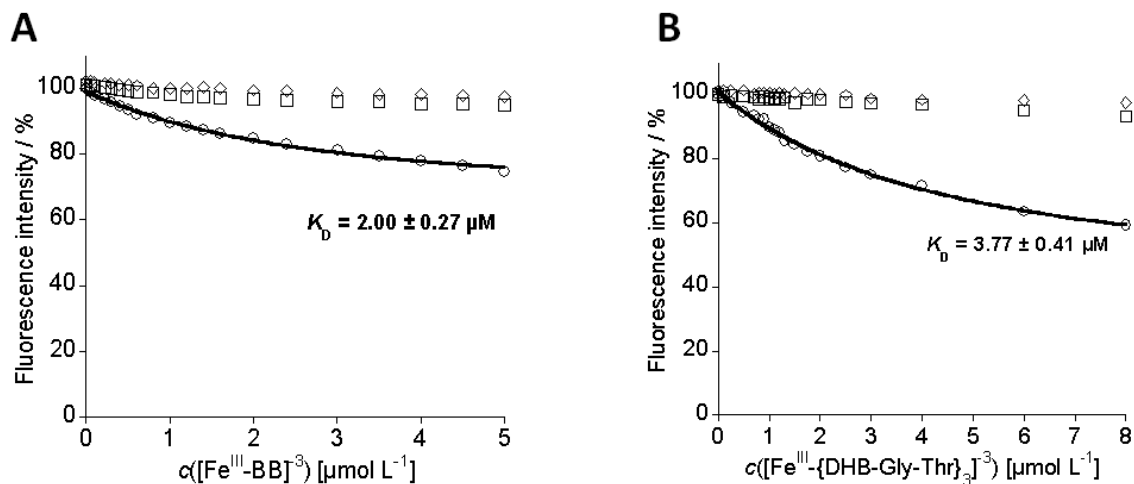 A
Fluorescence intensity / %
100
80
60
40
20
0
K_D = 2.00 ± 0.27 µM
0 1 2 3 4 5
c([Fe^III-BB]^-3) [µmol L^-1]
B
Fluorescence intensity / %
100
80
60
40
20
0
K_D = 3.77 ± 0.41 µM
0 1 2 3 4 5 6 7 8
c([Fe^III-{DHB-Gly-Thr}_3]^-3) [µmol L^-1]